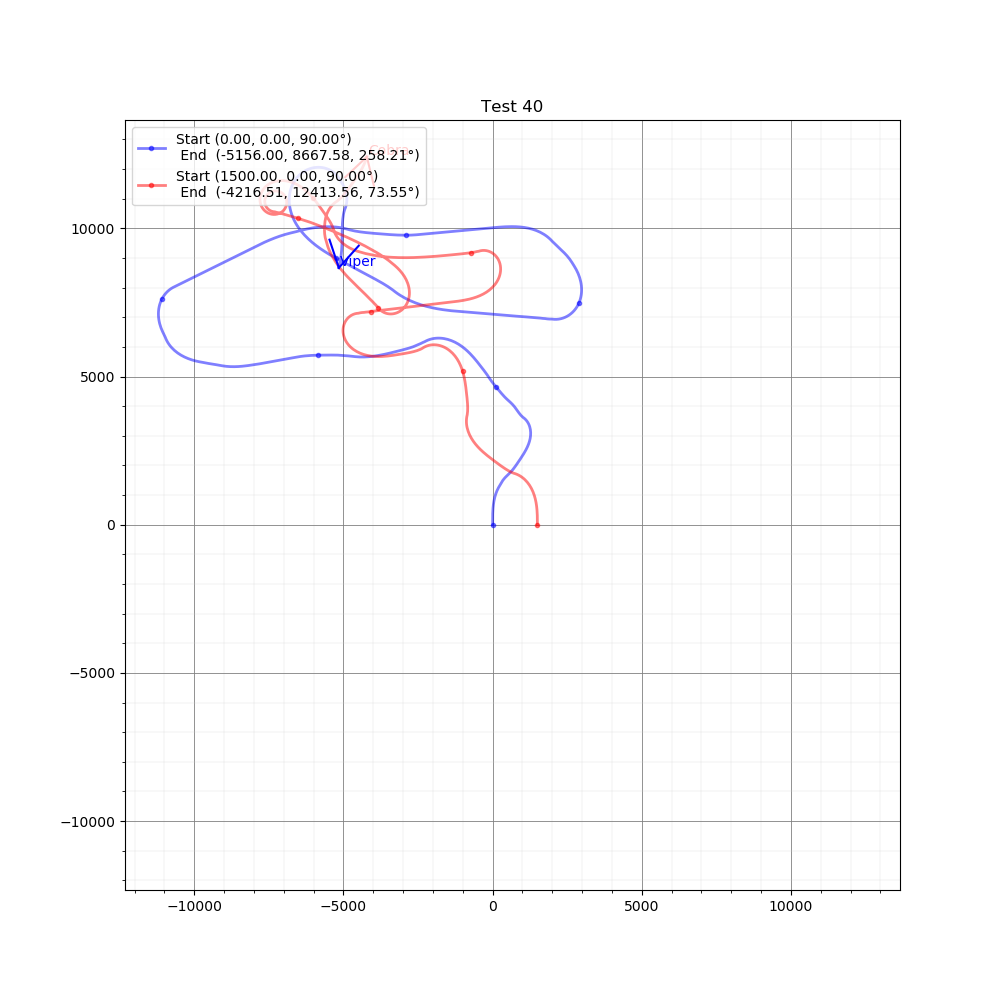 Test 40
Start (0.00, 0.00, 90.00°)
End (-5156.00, 8667.58, 258.21°)
Start (1500.00, 0.00, 90.00°)
End (-4216.51, 12413.56, 73.55°)
10000
5000
0
−5000
−10000
−10000
−5000
0
5000
10000